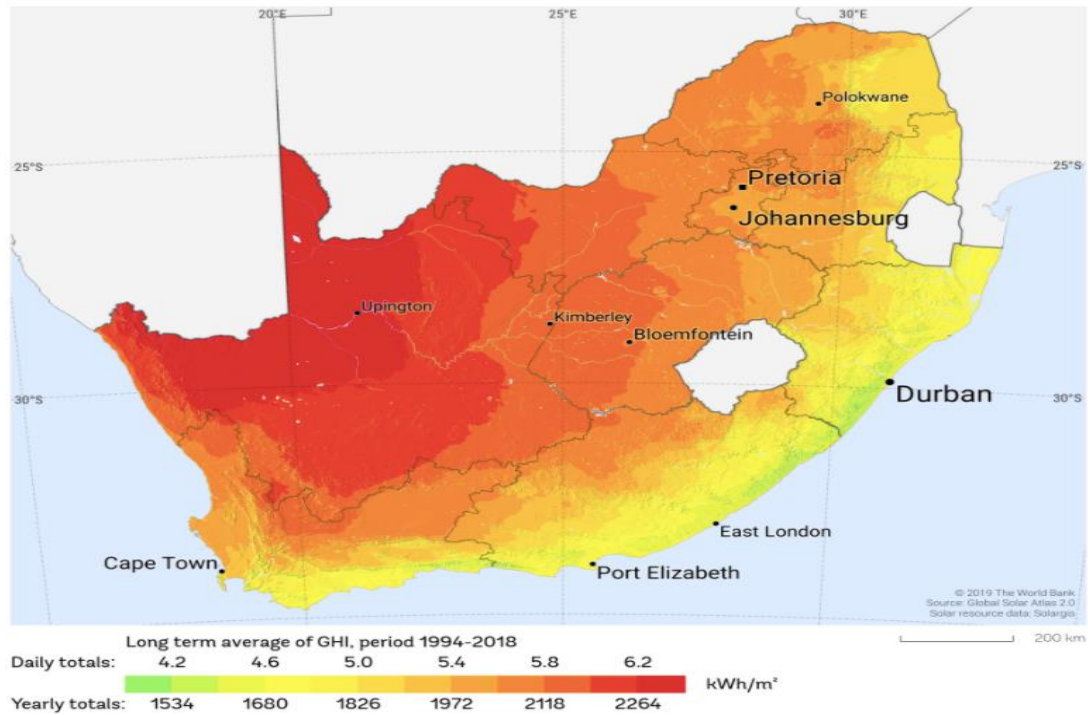 20°E 25°E 30°E
Polokwane
25°S 25°S
Pretoria
Johannesburg
Upington
Kimberley
Bloemfontein
Durban
30°S 30°S
East London
Cape Town
Port Elizabeth
© 2019 The World Bank
Source: Global Solar Atlas 2.0
Solar resource data: Solargis
Long term average of GHI, period 1994-2018
200 km
Daily totals: 4.2 4.6 5.0 5.4 5.8 6.2
kWh/m²
Yearly totals: 1534 1680 1826 1972 2118 2264